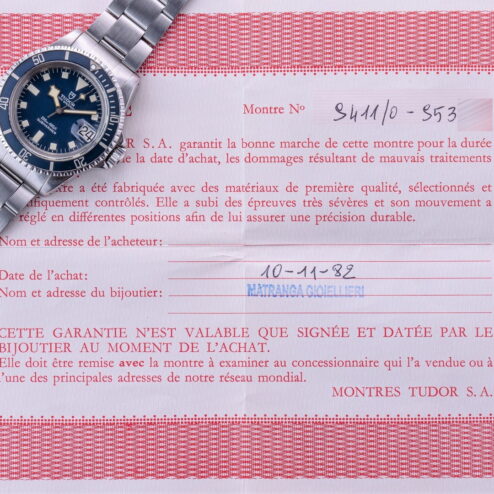 Montre No 9411/0 - 953
R S.A. garantit la bonne marche de cette montre pour la durée
la date d'achat, les dommages résultant de mauvais traitements
a été fabriquée avec des matériaux de première qualité, sélectionnés et
contrôlés. Elle a subi des épreuves très sévères et son mouvement a
réglé en différentes positions afin de lui assurer une précision durable.
Nom et adresse de l'acheteur:
Date de l'achat: 10-11-82
Nom et adresse du bijoutier: MATRANGA GIOIELLIERI
CETTE GARANTIE N'EST VALABLE QUE SIGNÉE ET DATÉE PAR LE
BIJOUTIER AU MOMENT DE L'ACHAT.
Elle doit être remise avec la montre à examiner au concessionnaire qui l'a vendue ou à
l'une des principales adresses de notre réseau mondial.
MONTRES TUDOR S.A.
TUDOR